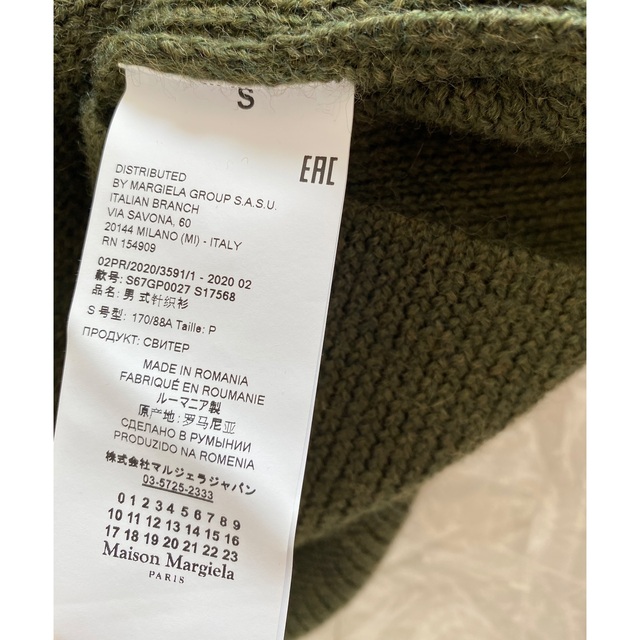 S
EAC
DISTRIBUTED
BY MARGIELA GROUP S.A.S.U.
ITALIAN BRANCH
VIA SAVONA, 60
20144 MILANO (MI) - ITALY
RN 154909
02PR/2020/3591/1 - 2020 02
款号: S67GP0027 S17568
品名: 男式针织衫
S 号型: 170/88A Taille: P
ПРОДУКТ: СВИТЕР
MADE IN ROMANIA
FABRIQUÉ EN ROUMANIE
ルーマニア製
原产地: 罗马尼亚
СДЕЛАНО В РУМЫНИИ
PRODUZIDO NA ROMENIA
株式会社マルジェラジャパン
03-5725-2333
0 1 2 3 4 5 6 7 8 9
10 11 12 13 14 15 16
17 18 19 20 21 22 23
Maison Margiela
PARIS